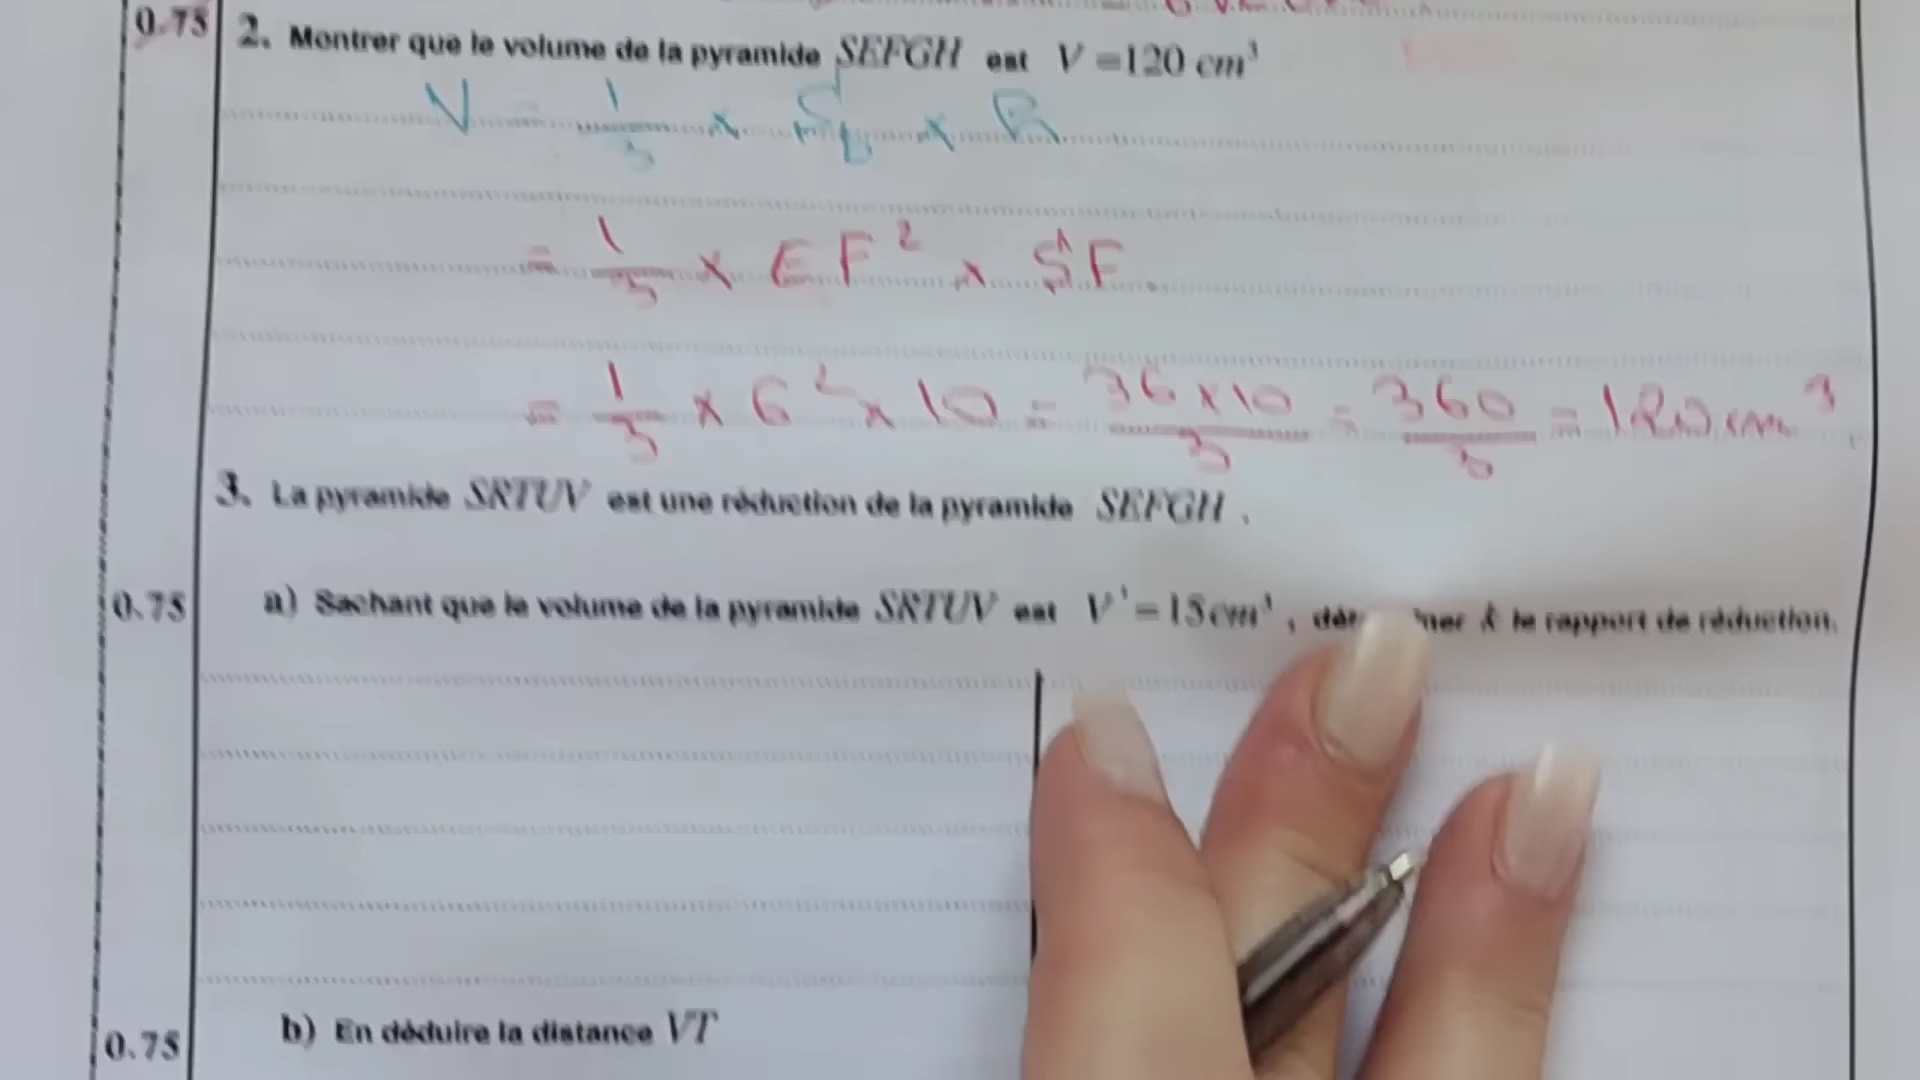 0.75 2. Montrer que le volume de la pyramide SEFGH est V = 120 cm³
V = 1/3 × Sb × R
= 1/3 × EF² × SF.
= 1/3 × 6² × 10 = 36 × 10/3 = 360/3 = 120 cm³.
3. La pyramide SRTUV est une réduction de la pyramide SEFGH.
0.75 a) Sachant que le volume de la pyramide SRTUV est V' = 15 cm³, k le rapport de réduction.
0.75 b) En déduire la distance VT